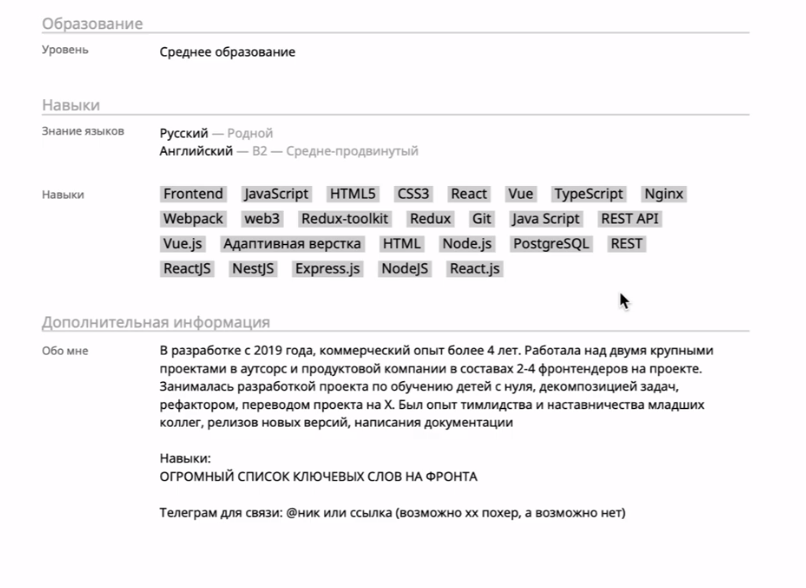 Образование
Уровень Среднее образование
Навыки
Знание языков Русский — Родной
Английский — B2 — Средне-продвинутый
Навыки Frontend JavaScript HTML5 CSS3 React Vue TypeScript Nginx
Webpack web3 Redux-toolkit Redux Git Java Script REST API
Vue.js Адаптивная верстка HTML Node.js PostgreSQL REST
ReactJS NestJS Express.js NodeJS React.js
Дополнительная информация
Обо мне В разработке с 2019 года, коммерческий опыт более 4 лет. Работала над двумя крупными
проектами в аутсорс и продуктовой компании в составах 2-4 фронтендеров на проекте.
Занималась разработкой проекта по обучению детей с нуля, декомпозицией задач,
рефактором, переводом проекта на X. Был опыт тимлидства и наставничества младших
коллег, релизов новых версий, написания документации
Навыки:
ОГРОМНЫЙ СПИСОК КЛЮЧЕВЫХ СЛОВ НА ФРОНТА
Телеграм для связи: @ник или ссылка (возможно хх похер, а возможно нет)